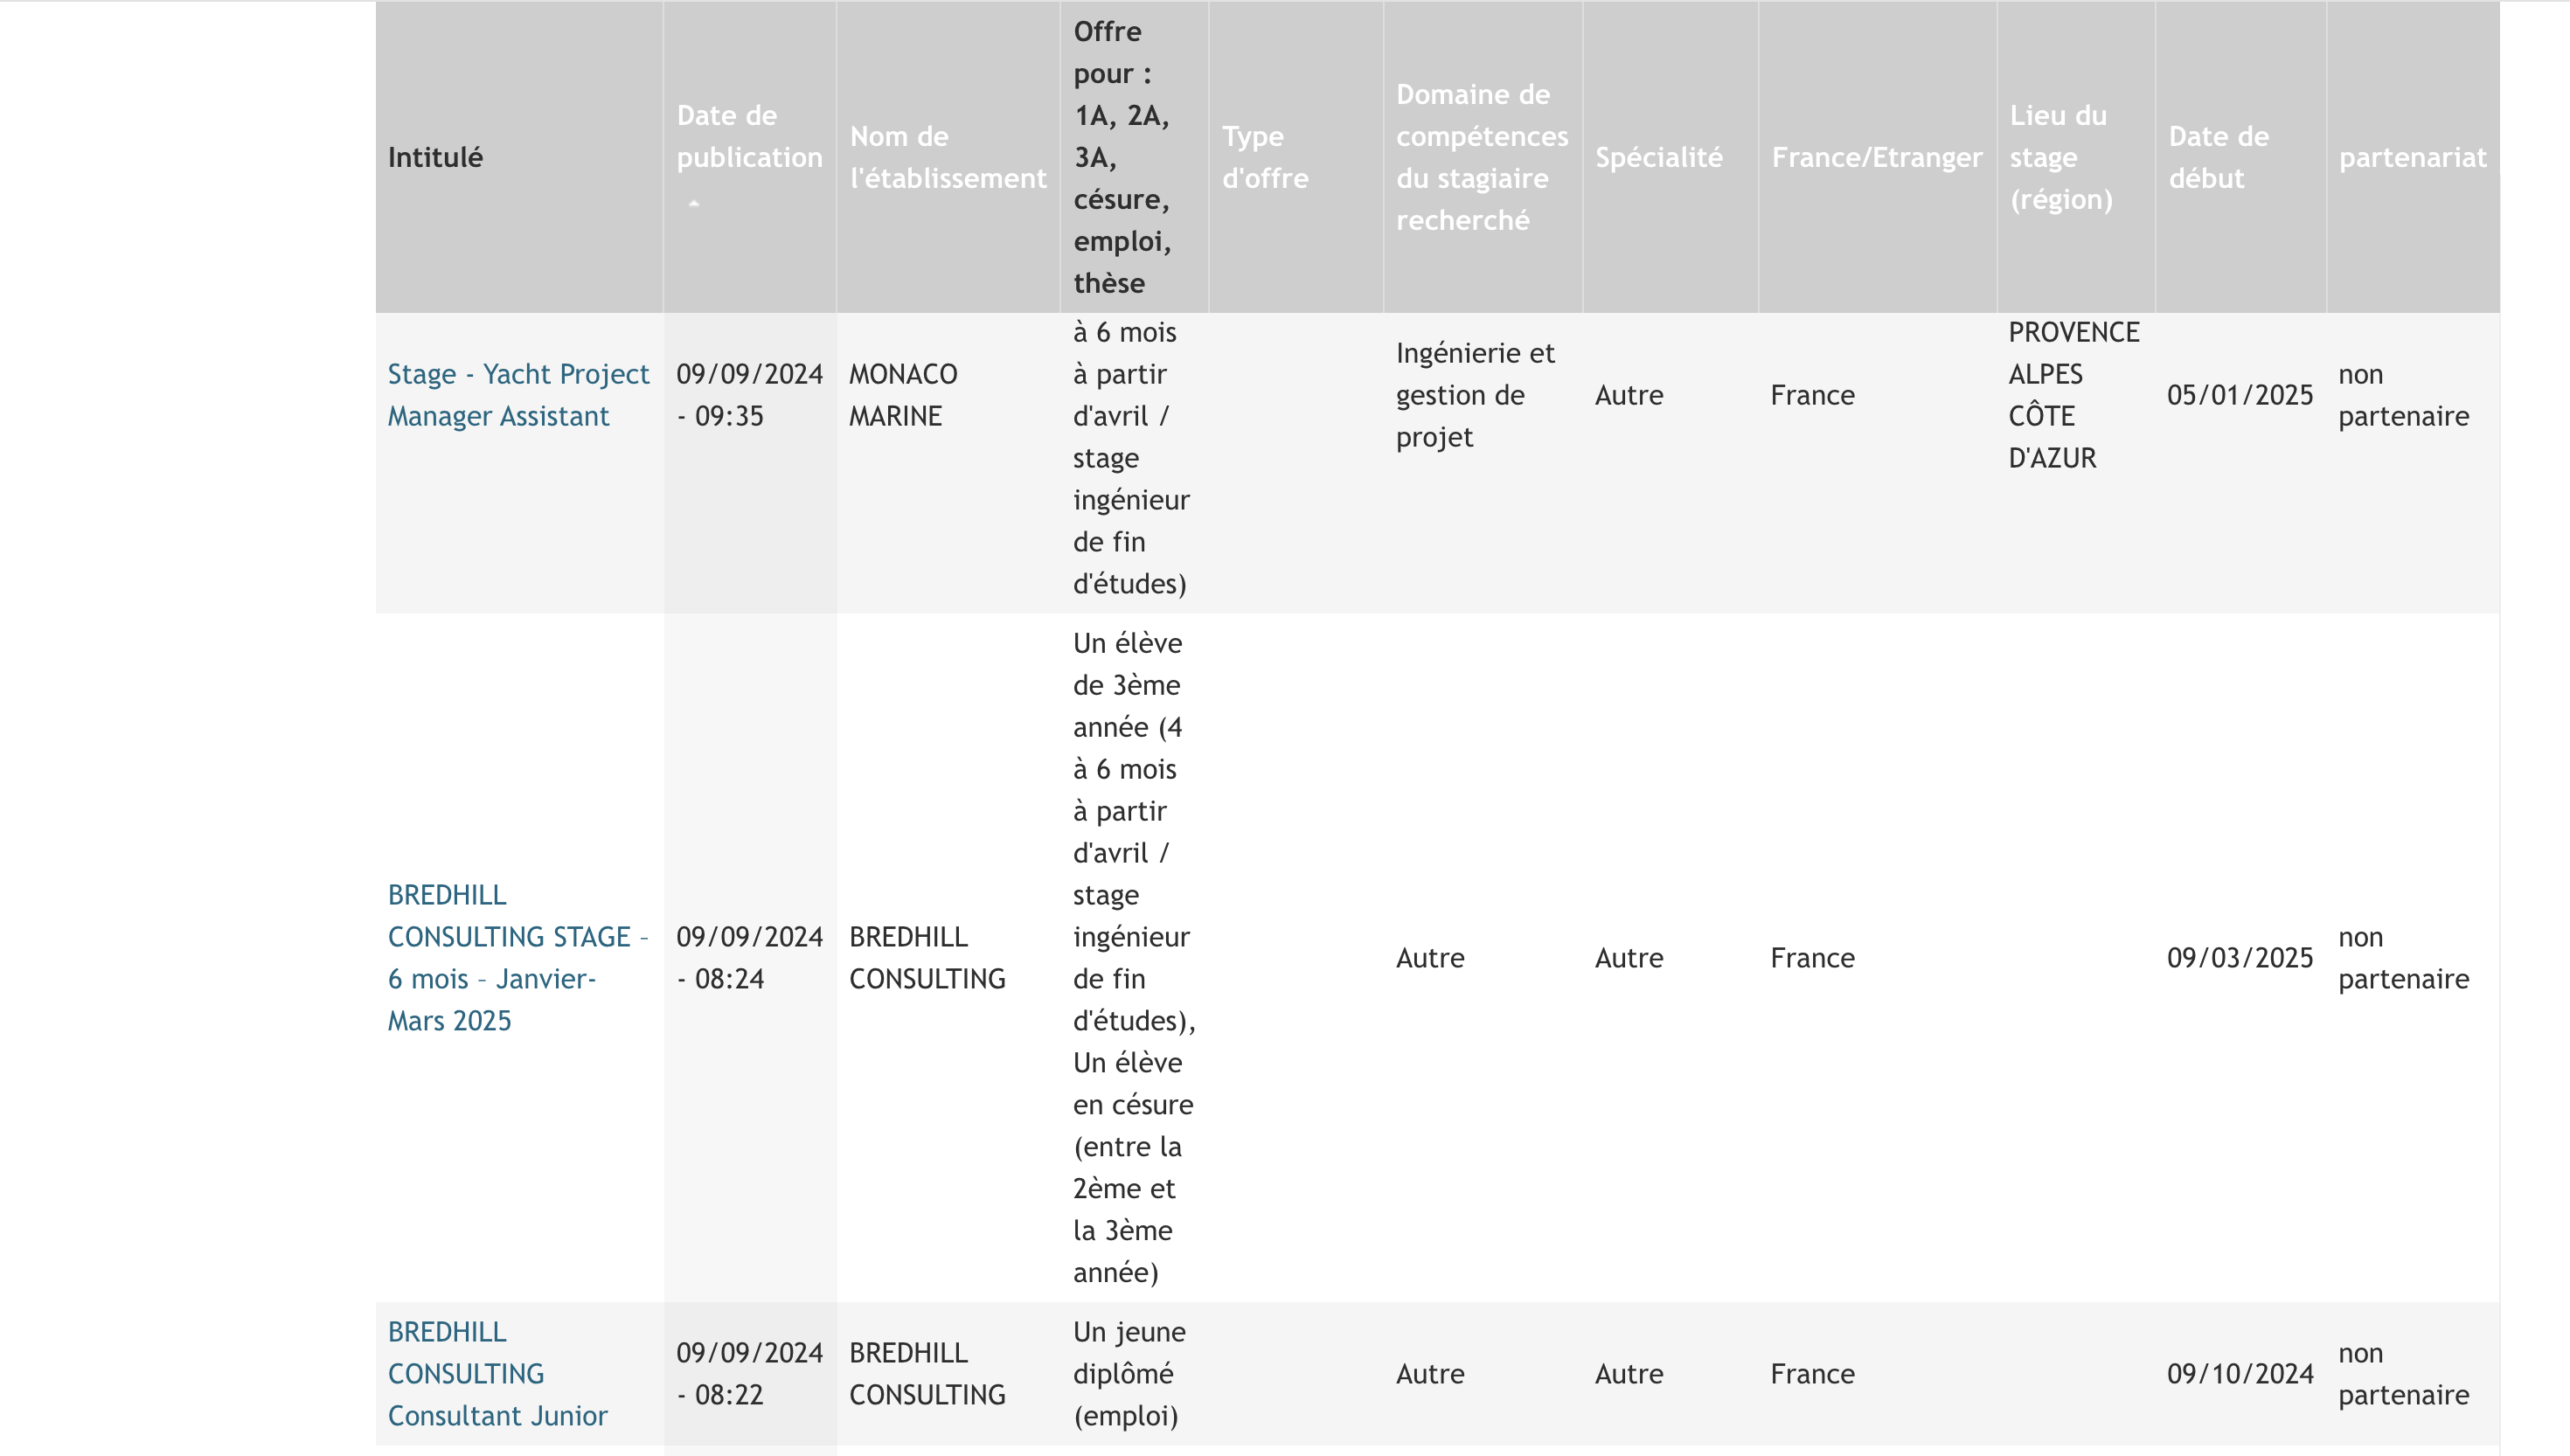 Intitulé
Date de
publication
Nom de
l'établissement
Offre
pour :
1A, 2A,
3A,
césure,
emploi,
thèse
Type
d'offre
Domaine de
compétences
du stagiaire
recherché
Spécialité
France/Etranger
Lieu du
stage
(région)
Date de
début
partenariat
Stage - Yacht Project
Manager Assistant
09/09/2024
- 09:35
MONACO
MARINE
à 6 mois
à partir
d'avril /
stage
ingénieur
de fin
d'études)
Ingénierie et
gestion de
projet
Autre
France
PROVENCE
ALPES
CÔTE
D'AZUR
05/01/2025
non
partenaire
BREDHILL
CONSULTING STAGE –
6 mois – Janvier-
Mars 2025
09/09/2024
- 08:24
BREDHILL
CONSULTING
Un élève
de 3ème
année (4
à 6 mois
à partir
d'avril /
stage
ingénieur
de fin
d'études),
Un élève
en césure
(entre la
2ème et
la 3ème
année)
Autre
Autre
France
09/03/2025
non
partenaire
BREDHILL
CONSULTING
Consultant Junior
09/09/2024
- 08:22
BREDHILL
CONSULTING
Un jeune
diplômé
(emploi)
Autre
Autre
France
09/10/2024
non
partenaire